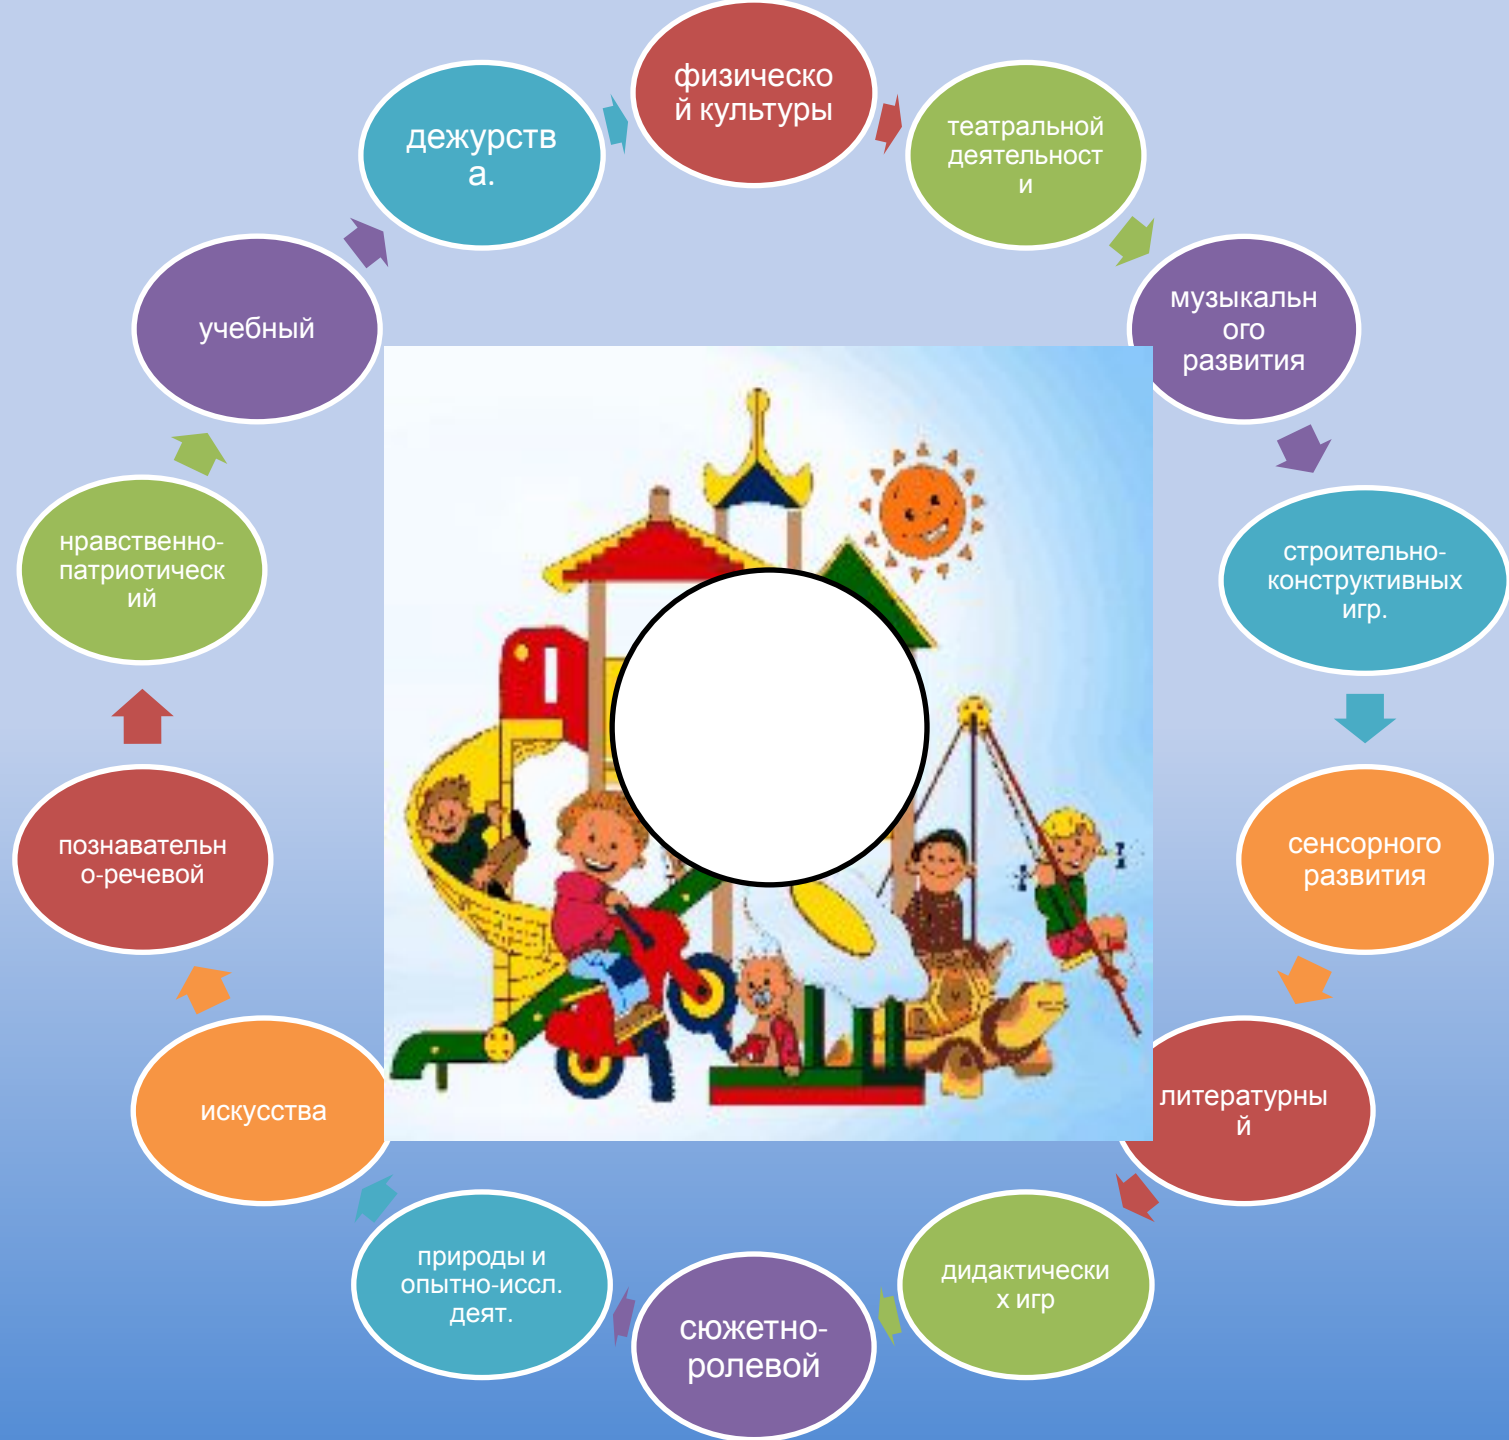 физическо
й культуры
театральной
деятельност
и
музыкальн
ого
развития
строительно-
конструктивных
игр.
сенсорного
развития
литературны
й
дидактически
х игр
сюжетно-
ролевой
природы и
опытно-иссл.
деят.
искусства
познавательн
о-речевой
нравственно-
патриотическ
ий
учебный
дежурств
а.